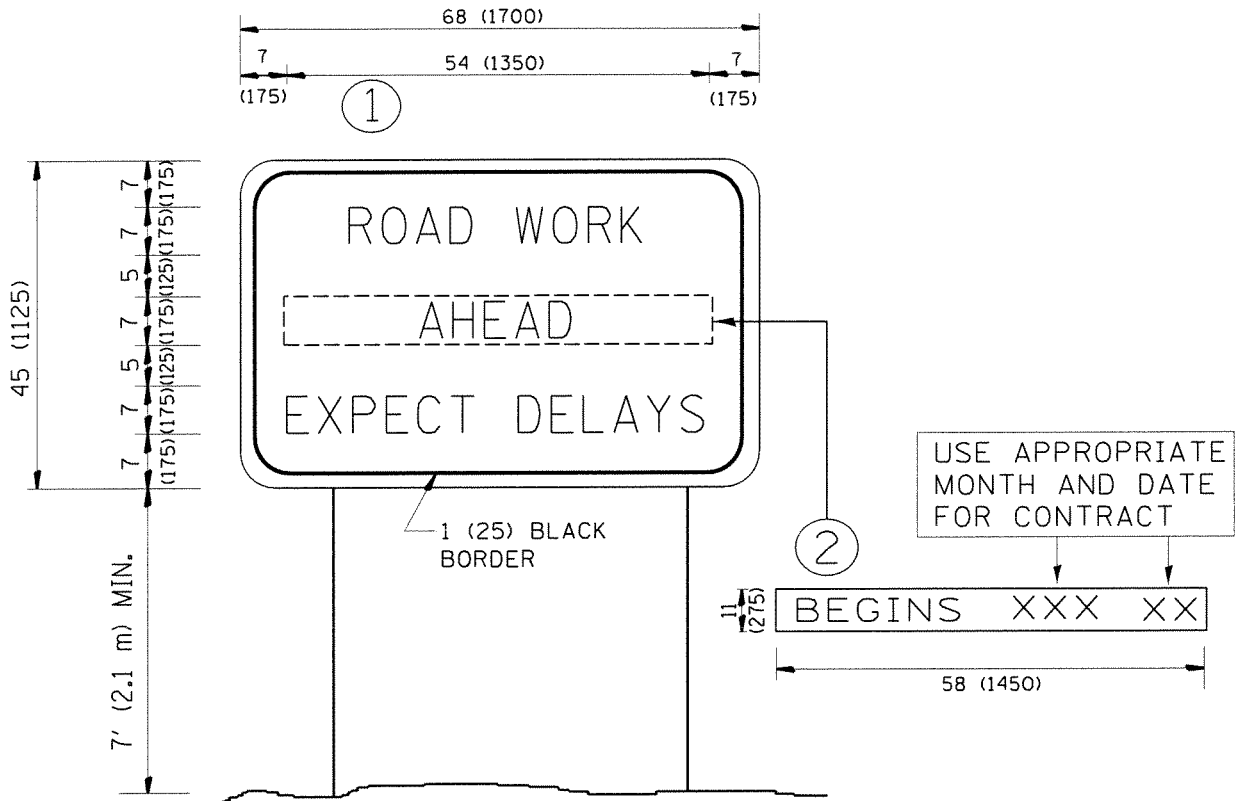 68 (1700)
7
54 (1350)
7
(175)
(175)
1
7 (175)
7 (175)
5 (125)
7 (175)
5 (125)
7 (175)
7 (175)
45 (1125)
ROAD WORK
AHEAD
EXPECT DELAYS
1 (25) BLACK
BORDER
7' (2.1 m) MIN.
USE APPROPRIATE
MONTH AND DATE
FOR CONTRACT
2
11
(275)
BEGINS XXX XX
58 (1450)